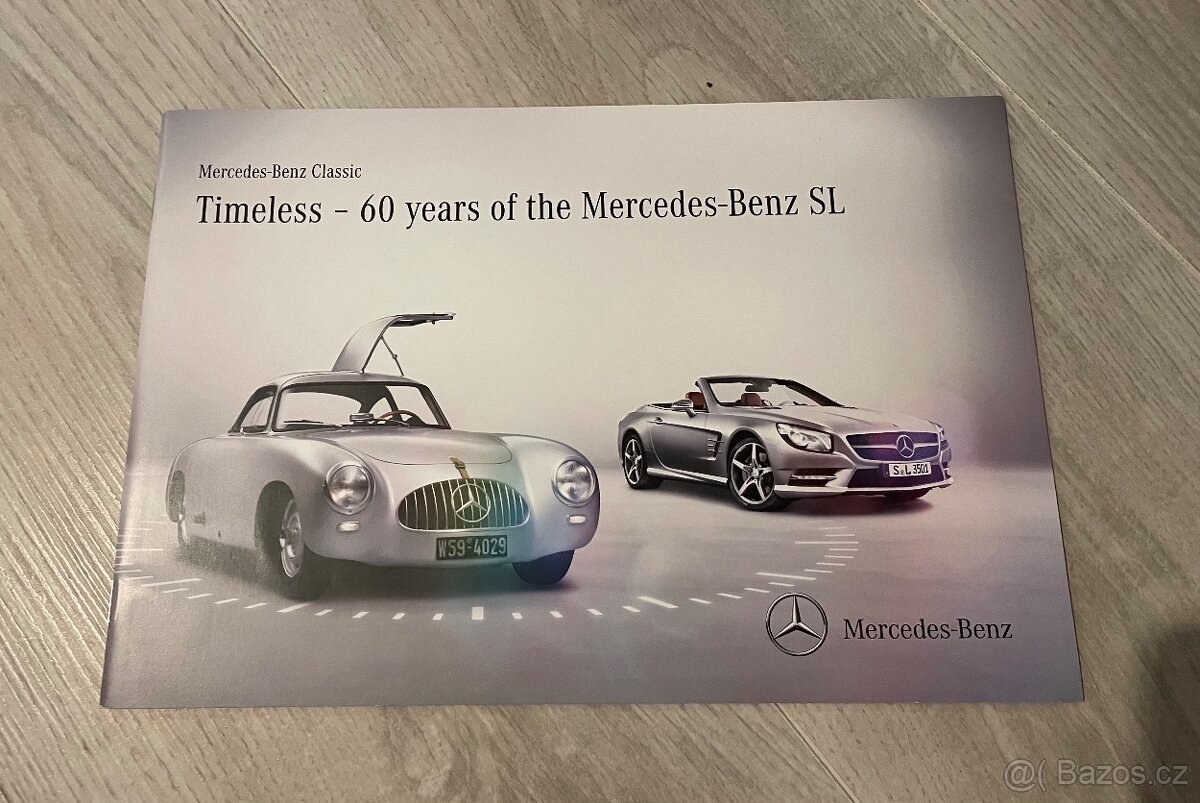 Mercedes-Benz Classic
Timeless – 60 years of the Mercedes-Benz SL
S L 3501
W59-4029
Mercedes-Benz
@( Bazos.cz